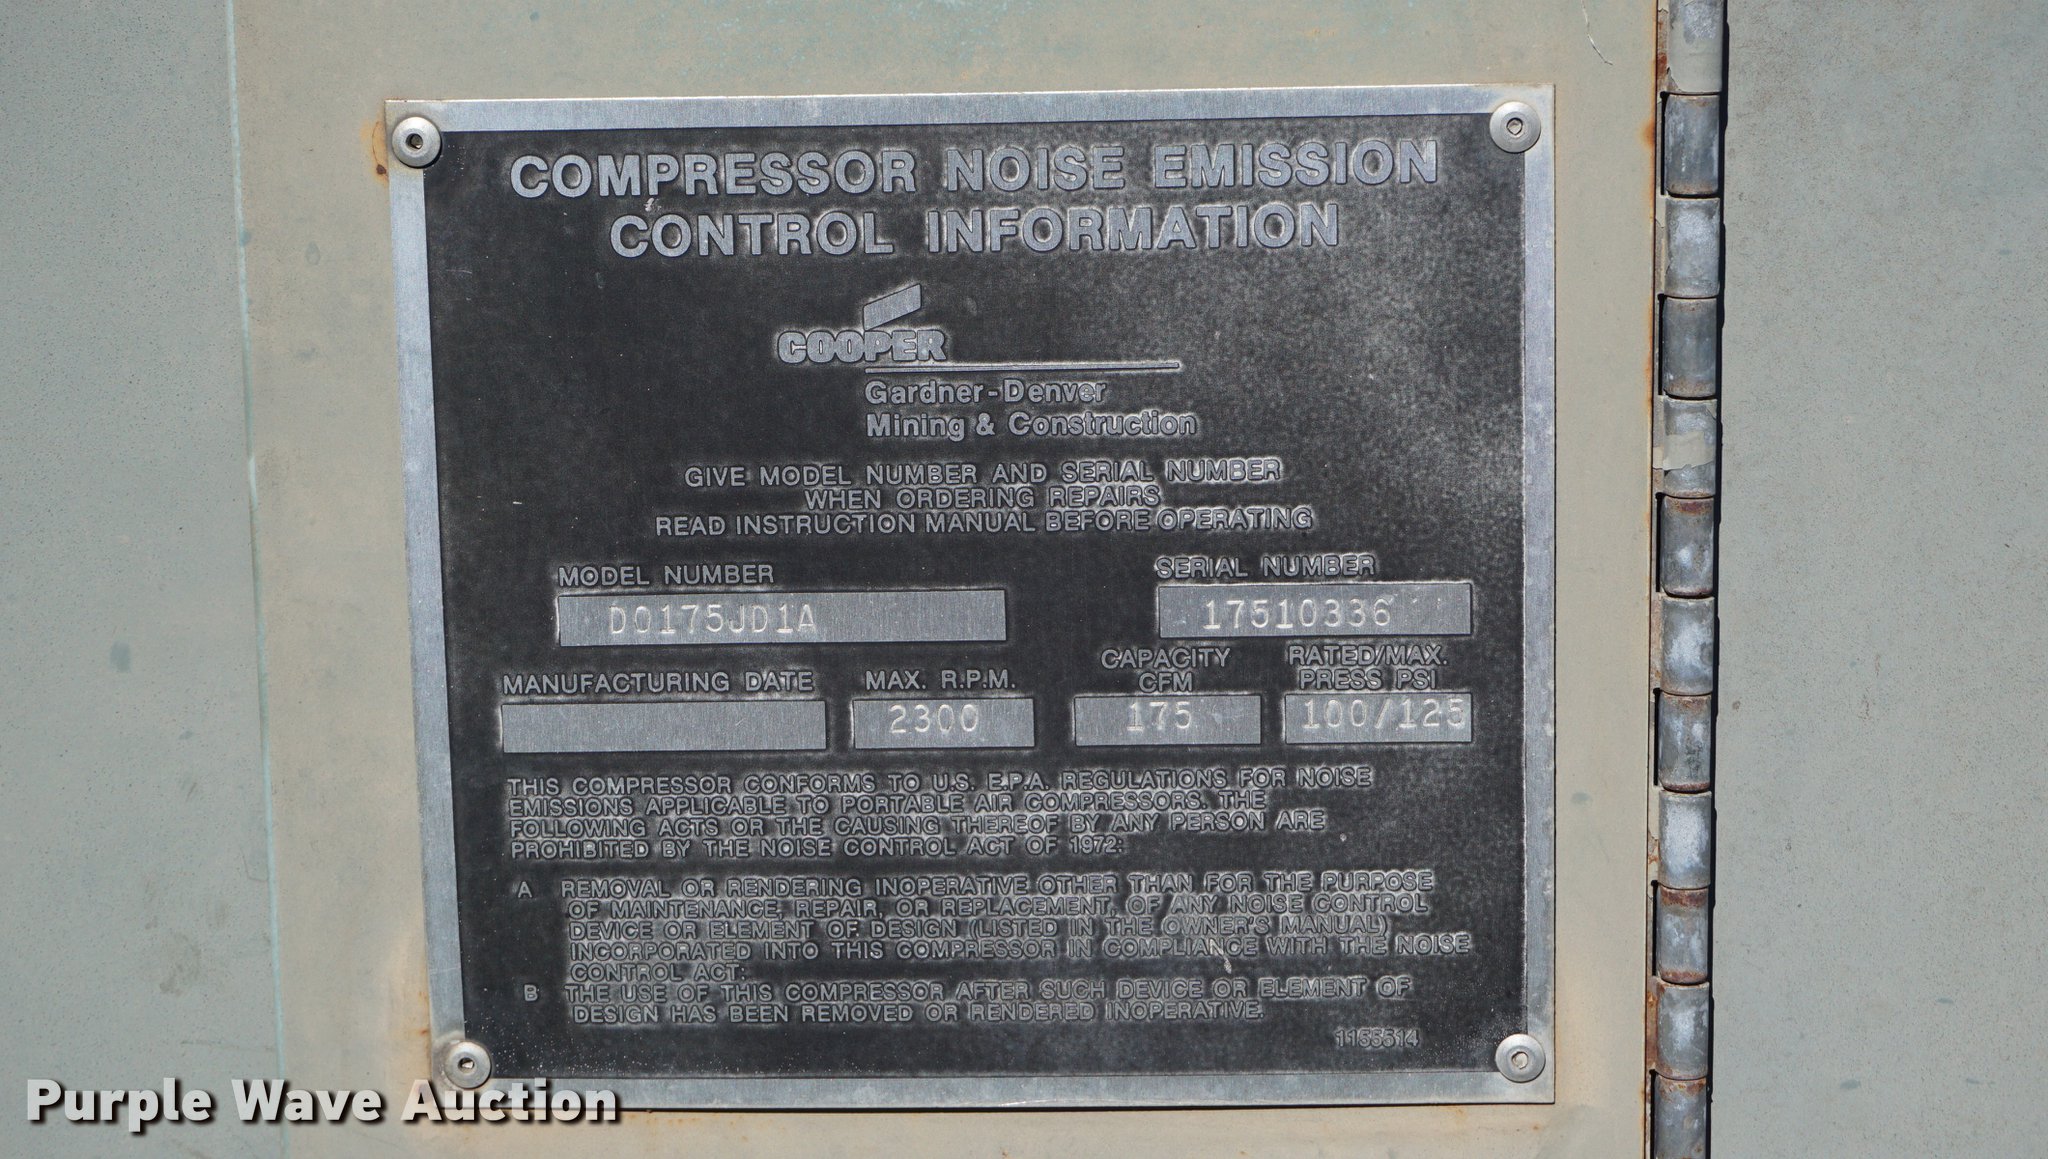 COMPRESSOR NOISE EMISSION
CONTROL INFORMATION
COOPER
Gardner-Denver
Mining & Construction
GIVE MODEL NUMBER AND SERIAL NUMBER
WHEN ORDERING REPAIRS
READ INSTRUCTION MANUAL BEFORE OPERATING
MODEL NUMBER
D0175JD1A
SERIAL NUMBER
17510336
MANUFACTURING DATE
MAX. R.P.M.
2300
CAPACITY
CFM
175
RATED/MAX.
PRESS PSI
100/125
THIS COMPRESSOR CONFORMS TO U.S. E.P.A. REGULATIONS FOR NOISE
EMISSIONS APPLICABLE TO PORTABLE AIR COMPRESSORS. THE
FOLLOWING ACTS OR THE CAUSING THEREOF BY ANY PERSON ARE
PROHIBITED BY THE NOISE CONTROL ACT OF 1972:
A REMOVAL OR RENDERING INOPERATIVE OTHER THAN FOR THE PURPOSE
OF MAINTENANCE, REPAIR, OR REPLACEMENT, OF ANY NOISE CONTROL
DEVICE OR ELEMENT OF DESIGN (LISTED IN THE OWNER'S MANUAL)
INCORPORATED INTO THIS COMPRESSOR IN COMPLIANCE WITH THE NOISE
CONTROL ACT:
B THE USE OF THIS COMPRESSOR AFTER SUCH DEVICE OR ELEMENT OF
DESIGN HAS BEEN REMOVED OR RENDERED INOPERATIVE.
1155514
Purple Wave Auction